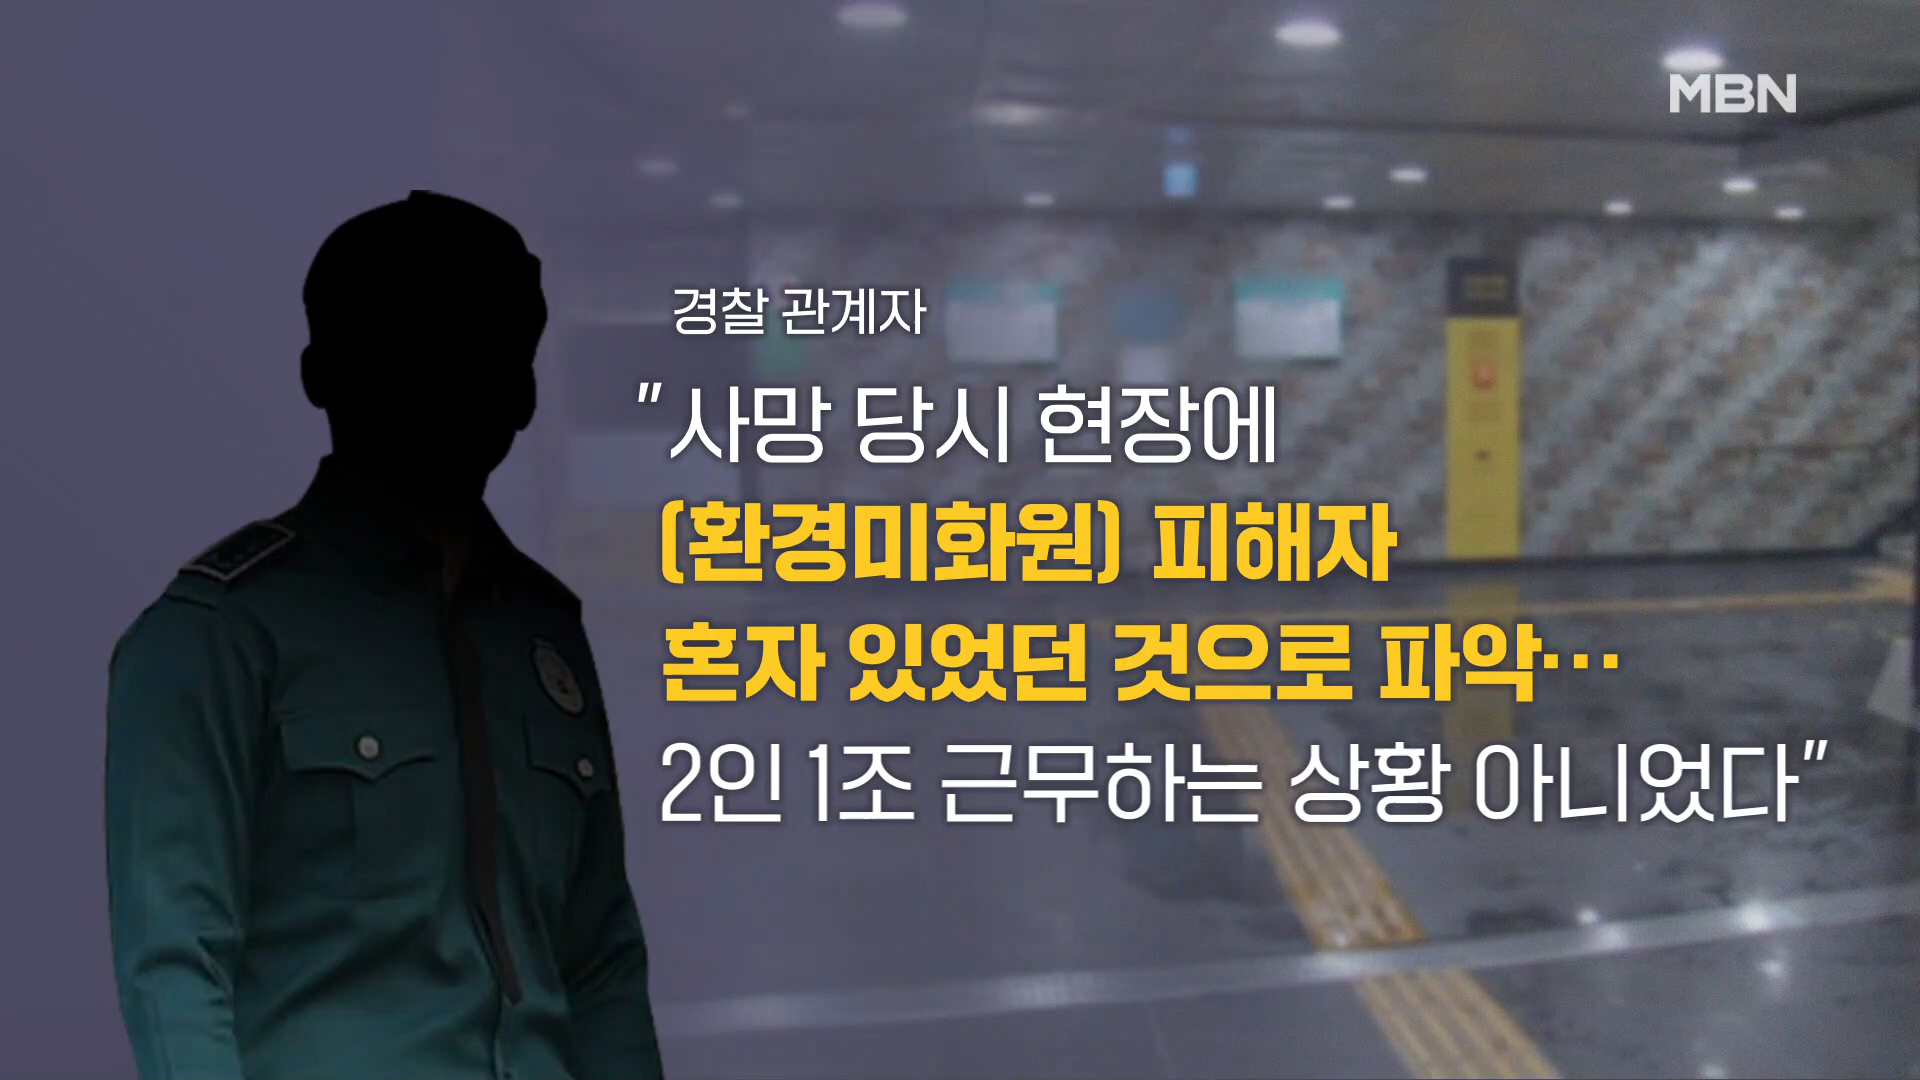 MBN
경찰 관계자
"사망 당시 현장에
(환경미화원) 피해자
혼자 있었던 것으로 파악…
2인 1조 근무하는 상황 아니었다"